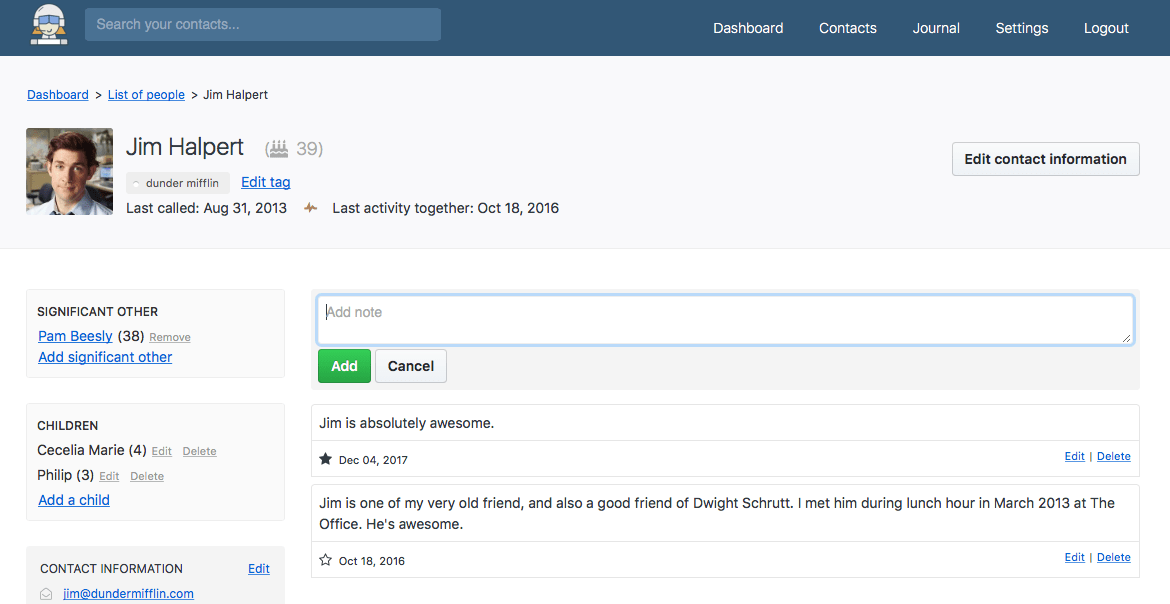 Search your contacts...
Dashboard
Contacts
Journal
Settings
Logout
Dashboard > List of people > Jim Halpert
Jim Halpert (39)
Edit contact information
dunder mifflin Edit tag
Last called: Aug 31, 2013 Last activity together: Oct 18, 2016
SIGNIFICANT OTHER
Pam Beesly (38) Remove
Add significant other
CHILDREN
Cecelia Marie (4) Edit Delete
Philip (3) Edit Delete
Add a child
CONTACT INFORMATION Edit
jim@dundermifflin.com
Add note
Add Cancel
Jim is absolutely awesome.
Dec 04, 2017 Edit | Delete
Jim is one of my very old friend, and also a good friend of Dwight Schrutt. I met him during lunch hour in March 2013 at The
Office. He's awesome.
Oct 18, 2016 Edit | Delete